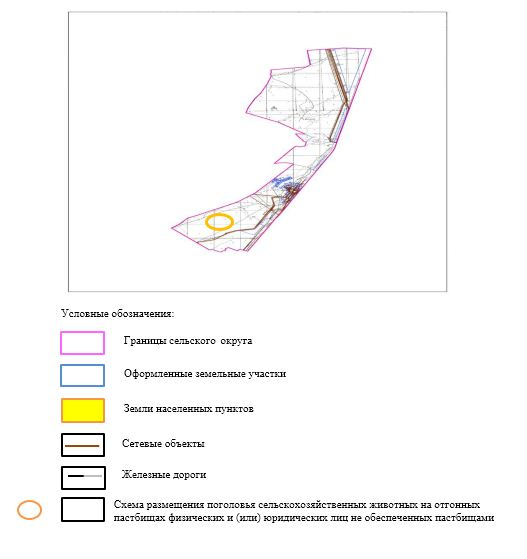 Условные обозначения:
Границы сельского округа
Оформленные земельные участки
Земли населенных пунктов
Сетевые объекты
Железные дороги
Схема размещения поголовья сельскохозяйственных животных на отгонных
пастбищах физических и (или) юридических лиц не обеспеченных пастбищами